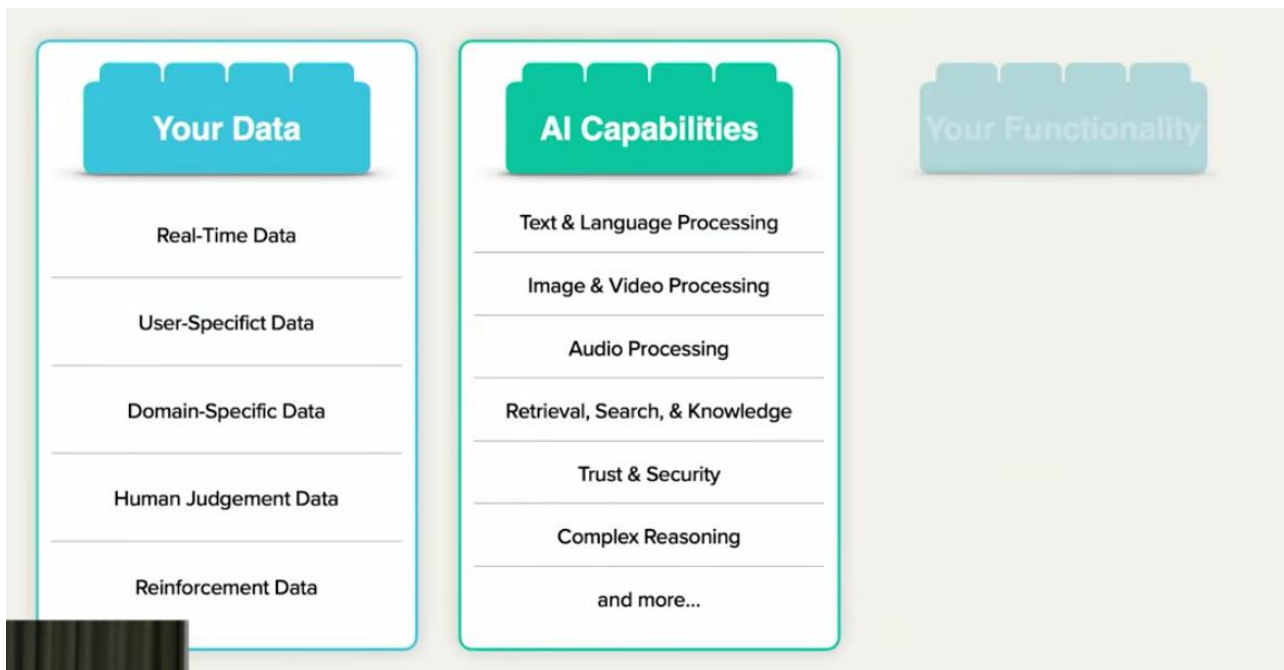 Your Data
Real-Time Data
User-Specifict Data
Domain-Specific Data
Human Judgement Data
Reinforcement Data
AI Capabilities
Text & Language Processing
Image & Video Processing
Audio Processing
Retrieval, Search, & Knowledge
Trust & Security
Complex Reasoning
and more...
Your Functionality